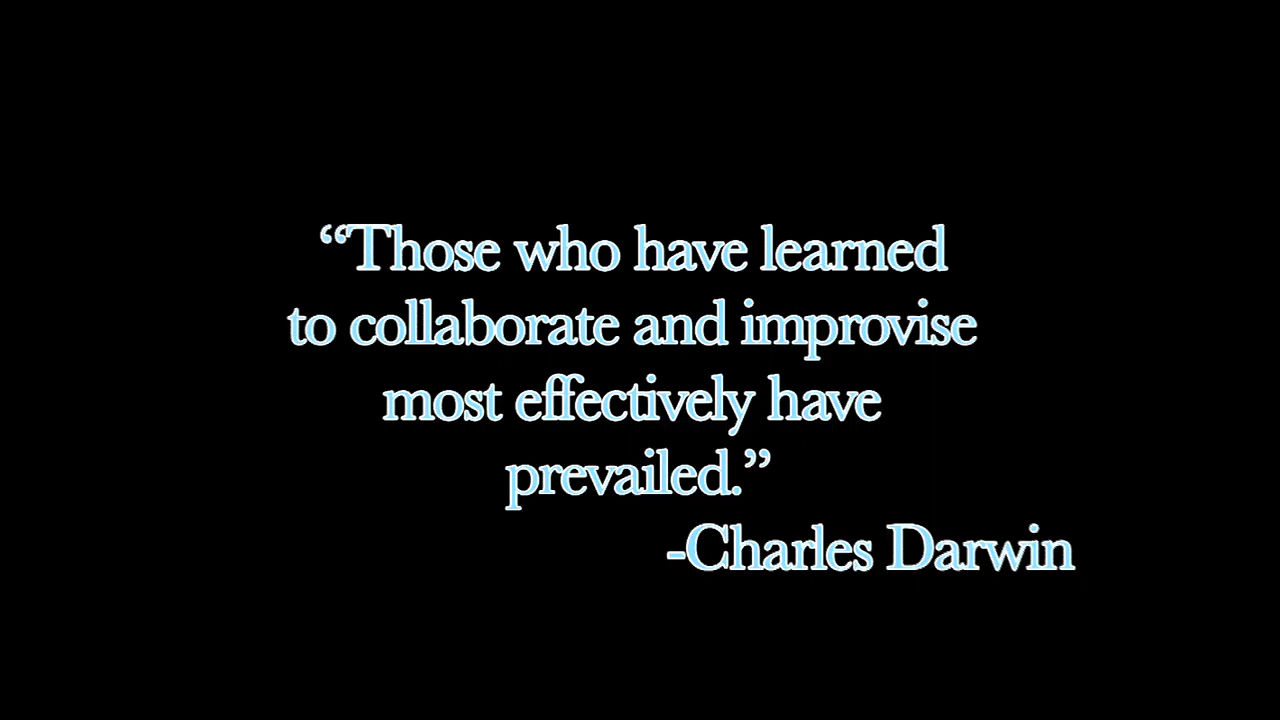 “Those who have learned
to collaborate and improvise
most effectively have
prevailed.”
-Charles Darwin